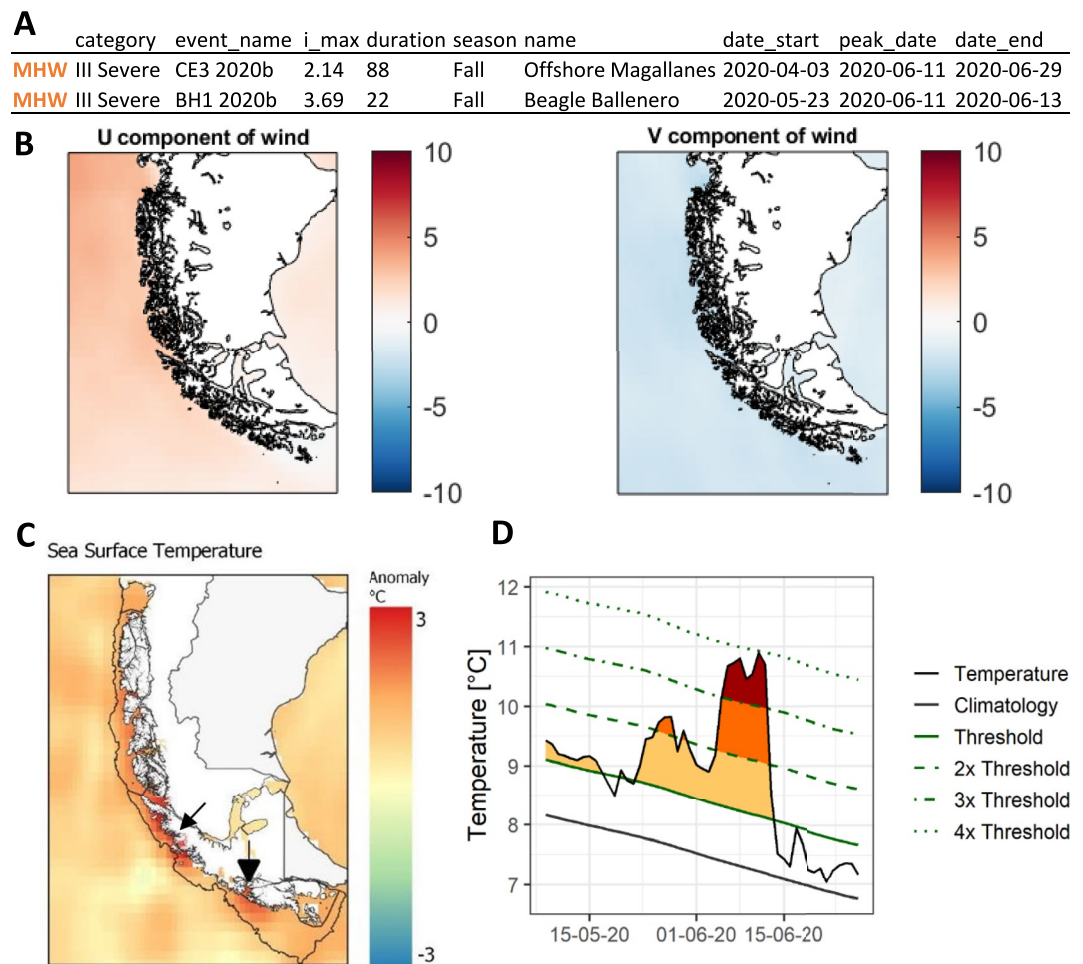 A
category event_name i_max duration season name date_start peak_date date_end
MHW III Severe CE3 2020b 2.14 88 Fall Offshore Magallanes 2020-04-03 2020-06-11 2020-06-29
MHW III Severe BH1 2020b 3.69 22 Fall Beagle Ballenero 2020-05-23 2020-06-11 2020-06-13
B
U component of wind
10
5
0
-5
-10
V component of wind
10
5
0
-5
-10
C
Sea Surface Temperature
Anomaly
°C
3
-3
D
Temperature [°C]
12
11
10
9
8
7
15-05-20 01-06-20 15-06-20
Temperature
Climatology
Threshold
2x Threshold
3x Threshold
4x Threshold